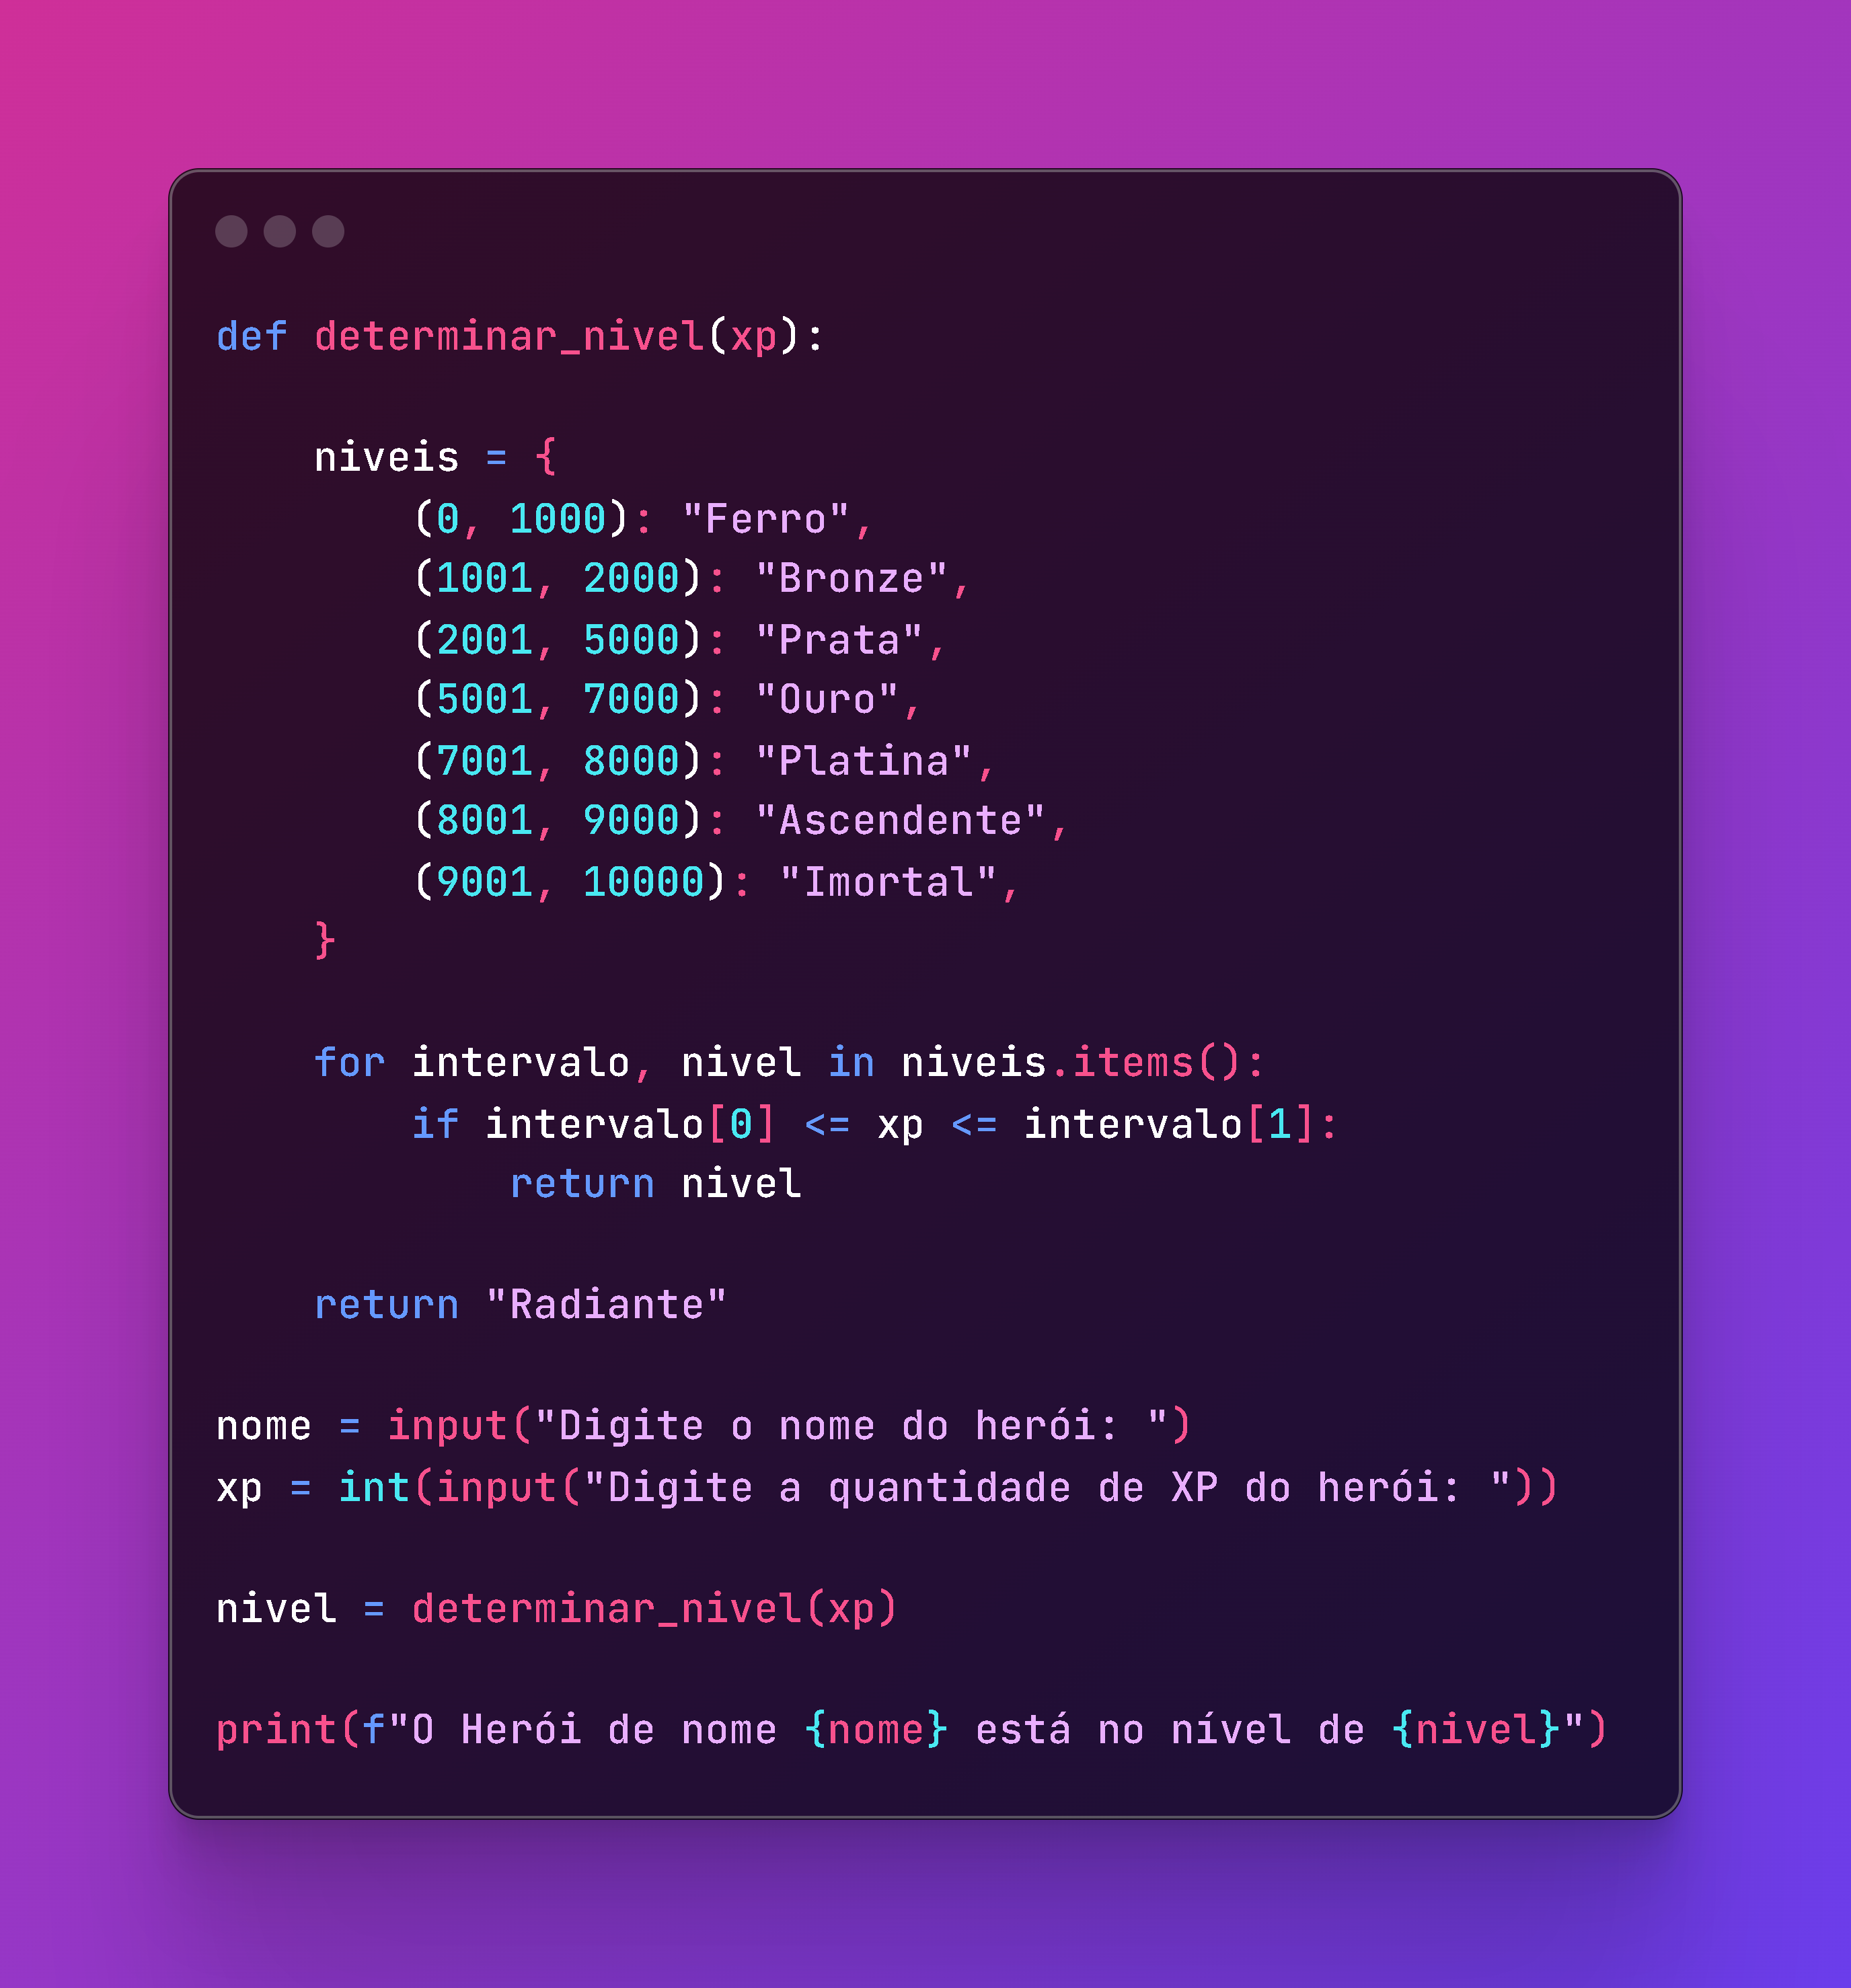 def determinar_nivel(xp):
niveis = {
(0, 1000): "Ferro",
(1001, 2000): "Bronze",
(2001, 5000): "Prata",
(5001, 7000): "Ouro",
(7001, 8000): "Platina",
(8001, 9000): "Ascendente",
(9001, 10000): "Imortal",
}
for intervalo, nivel in niveis.items():
if intervalo[0] <= xp <= intervalo[1]:
return nivel
return "Radiante"
nome = input("Digite o nome do herói: ")
xp = int(input("Digite a quantidade de XP do herói: "))
nivel = determinar_nivel(xp)
print(f"O Herói de nome {nome} está no nível de {nivel}")